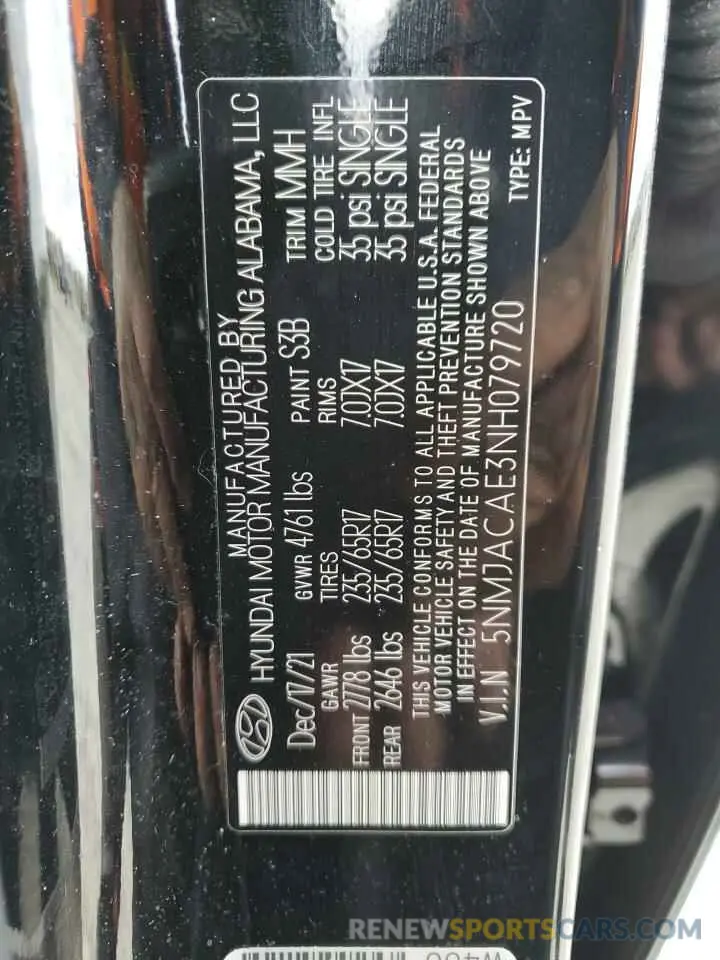 MANUFACTURED BY
HYUNDAI MOTOR MANUFACTURING ALABAMA, LLC
Dec/17/21 GVWR 4761 lbs PAINT S3B TRIM MMH
GAWR TIRES RIMS COLD TIRE INFL
FRONT 2778 lbs 235/65R17 7.0JX17 35 psi SINGLE
REAR 2646 lbs 235/65R17 7.0JX17 35 psi SINGLE
THIS VEHICLE CONFORMS TO ALL APPLICABLE U.S.A. FEDERAL
MOTOR VEHICLE SAFETY AND THEFT PREVENTION STANDARDS
IN EFFECT ON THE DATE OF MANUFACTURE SHOWN ABOVE
V.I.N 5NMJACAE3NH079720
TYPE: MPV
RENEWSPORTSCARS.COM